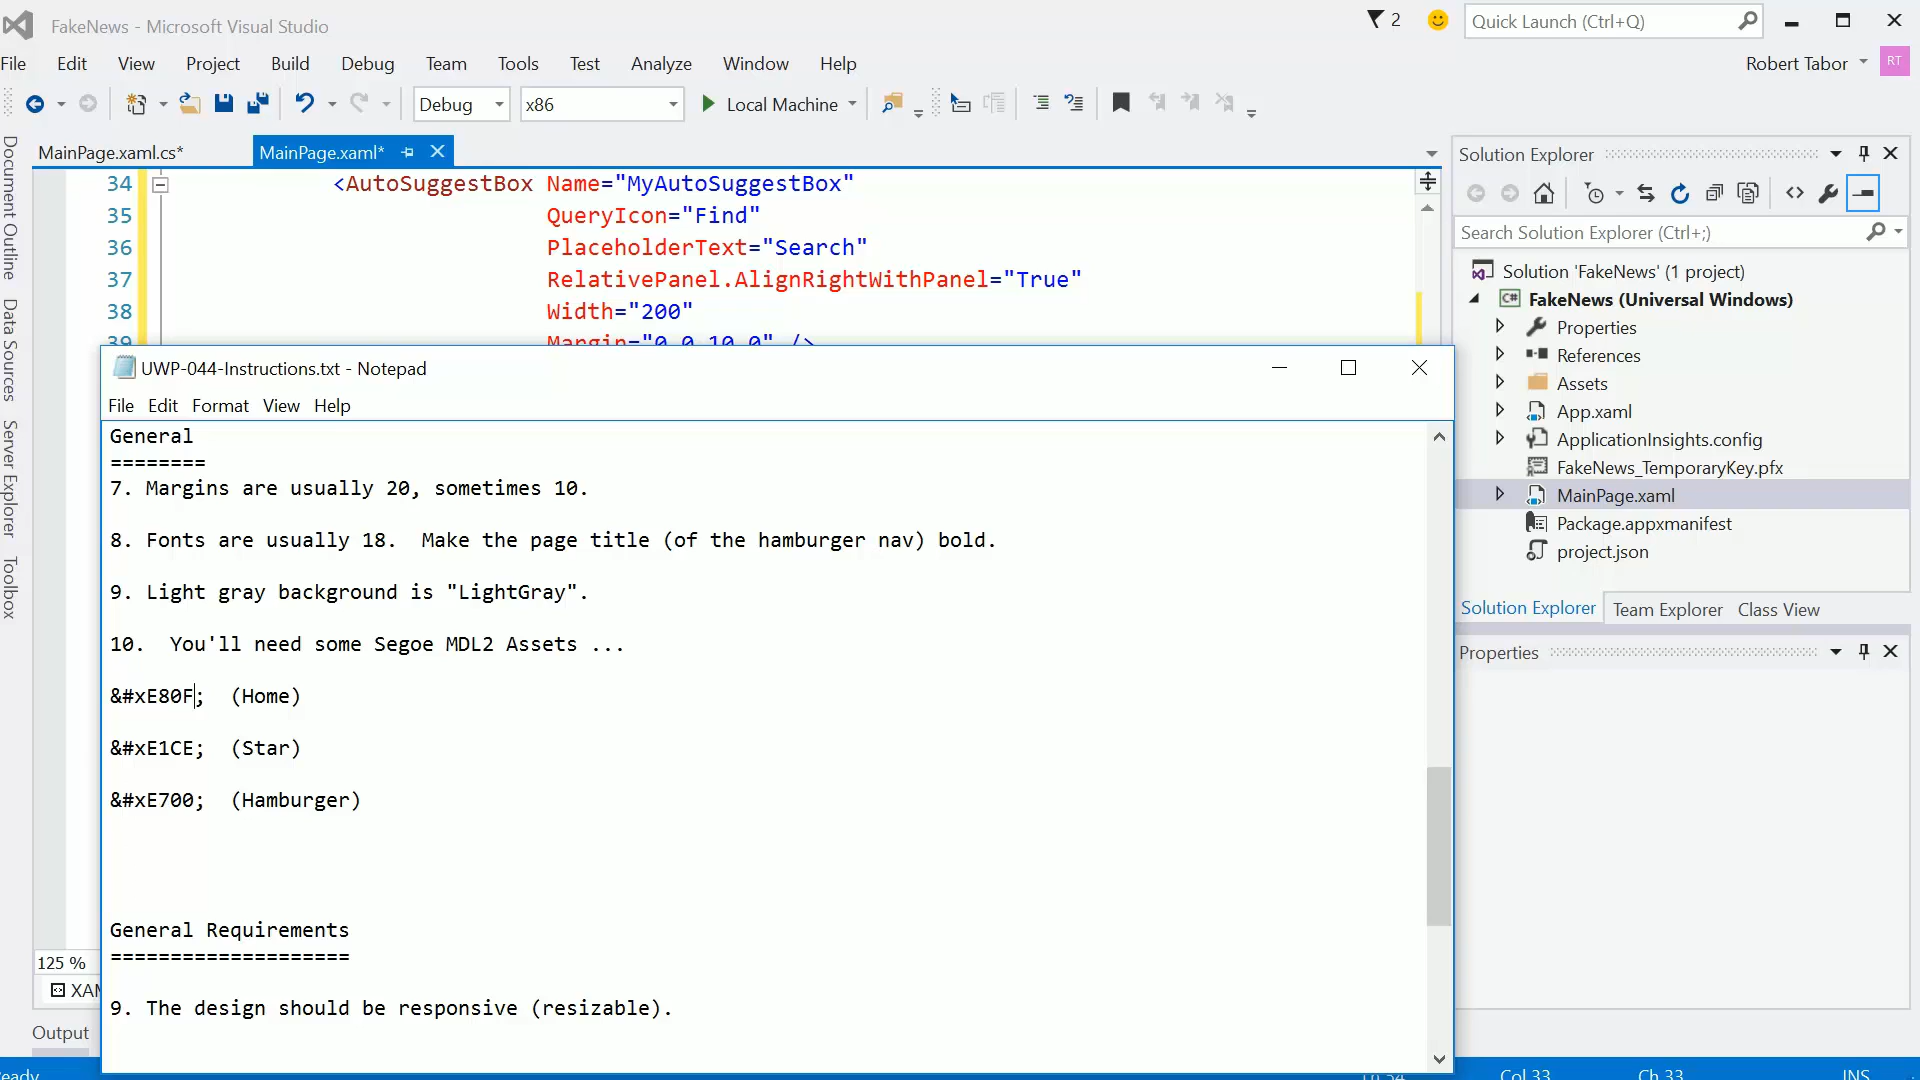 FakeNews - Microsoft Visual Studio
2
Quick Launch (Ctrl+Q)
File Edit View Project Build Debug Team Tools Test Analyze Window Help
Robert Tabor
RT
Debug
x86
Local Machine
Document Outline
Data Sources
Server Explorer
Toolbox
MainPage.xaml.cs*
MainPage.xaml*
34 <AutoSuggestBox Name="MyAutoSuggestBox"
35 QueryIcon="Find"
36 PlaceholderText="Search"
37 RelativePanel.AlignRightWithPanel="True"
38 Width="200"
39 Margin="0,0,10,0" />
UWP-044-Instructions.txt - Notepad
File Edit Format View Help
General
========
7. Margins are usually 20, sometimes 10.
8. Fonts are usually 18.  Make the page title (of the hamburger nav) bold.
9. Light gray background is "LightGray".
10.  You'll need some Segoe MDL2 Assets ...
&#xE80F;  (Home)
&#xE1CE;  (Star)
&#xE700;  (Hamburger)
General Requirements
====================
9. The design should be responsive (resizable).
125 %
XAM
Output
Solution Explorer
Search Solution Explorer (Ctrl+;)
Solution 'FakeNews' (1 project)
C# FakeNews (Universal Windows)
Properties
References
Assets
App.xaml
ApplicationInsights.config
FakeNews_TemporaryKey.pfx
MainPage.xaml
Package.appxmanifest
project.json
Solution Explorer Team Explorer Class View
Properties
Col 33
Ch 33
INS